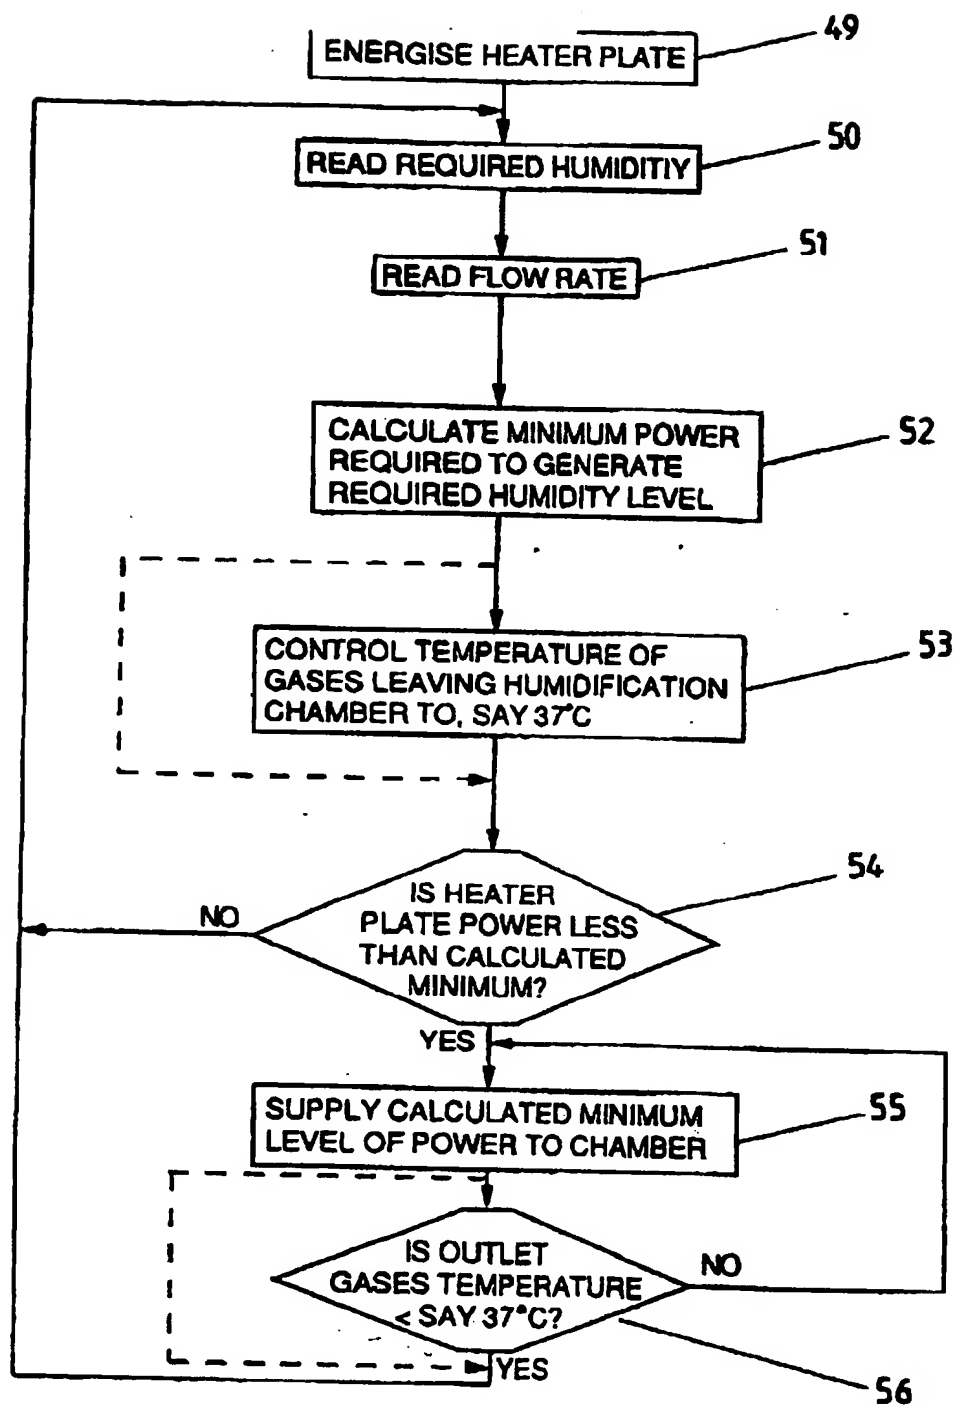 ENERGISE HEATER PLATE
49
READ REQUIRED HUMIDITIY
50
READ FLOW RATE
51
CALCULATE MINIMUM POWER
REQUIRED TO GENERATE
REQUIRED HUMIDITY LEVEL
52
CONTROL TEMPERATURE OF
GASES LEAVING HUMIDIFICATION
CHAMBER TO, SAY 37°C
53
IS HEATER
PLATE POWER LESS
THAN CALCULATED
MINIMUM?
54
NO
YES
SUPPLY CALCULATED MINIMUM
LEVEL OF POWER TO CHAMBER
55
IS OUTLET
GASES TEMPERATURE
< SAY 37°C?
NO
YES
56